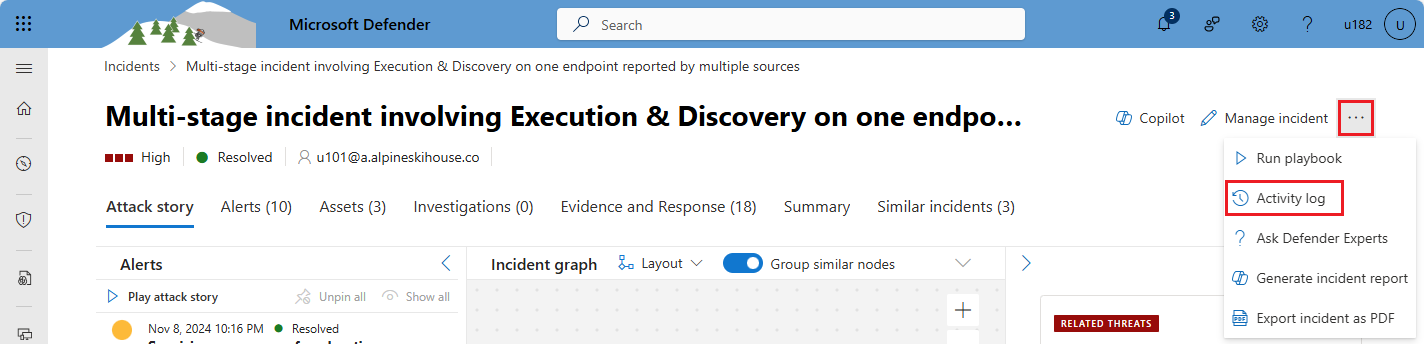 Microsoft Defender
Search
3
?
u182
U
Incidents > Multi-stage incident involving Execution & Discovery on one endpoint reported by multiple sources
Multi-stage incident involving Execution & Discovery on one endpo...
Copilot
Manage incident
...
High
Resolved
u101@a.alpineskihouse.co
Run playbook
Activity log
? Ask Defender Experts
Generate incident report
PDF Export incident as PDF
Attack story
Alerts (10)
Assets (3)
Investigations (0)
Evidence and Response (18)
Summary
Similar incidents (3)
Alerts
Incident graph
Layout
Group similar nodes
Play attack story
Unpin all
Show all
Nov 8, 2024 10:16 PM
Resolved
RELATED THREATS